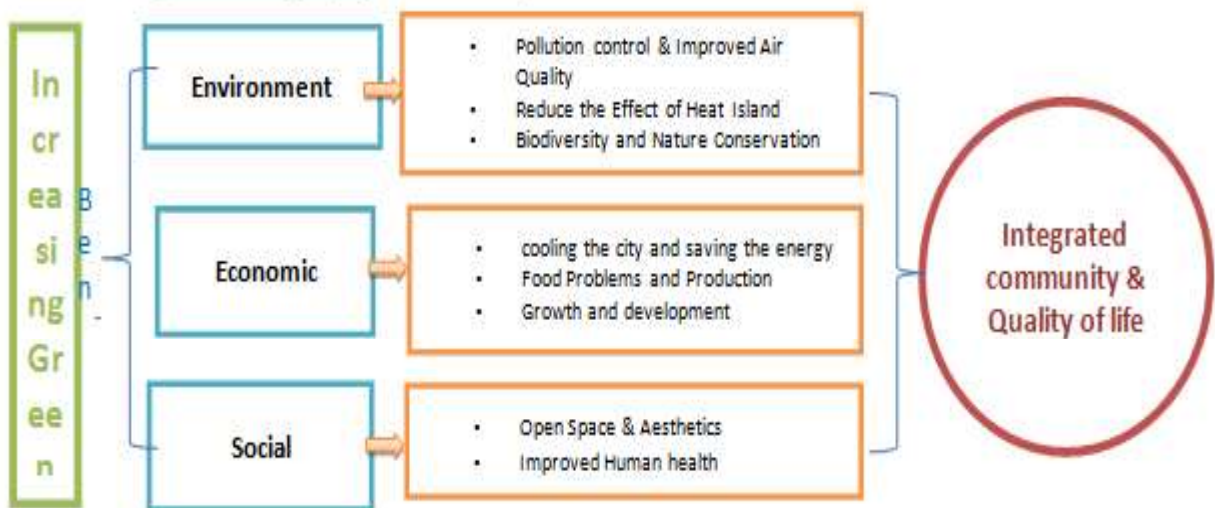 In
cr
ea
si
ng
Gr
ee
n
B
e
n
Environment
• Pollution control & Improved Air
Quality
• Reduce the Effect of Heat Island
• Biodiversity and Nature Conservation
Economic
• cooling the city and saving the energy
• Food Problems and Production
• Growth and development
Social
• Open Space & Aesthetics
• Improved Human health
Integrated
community &
Quality of life